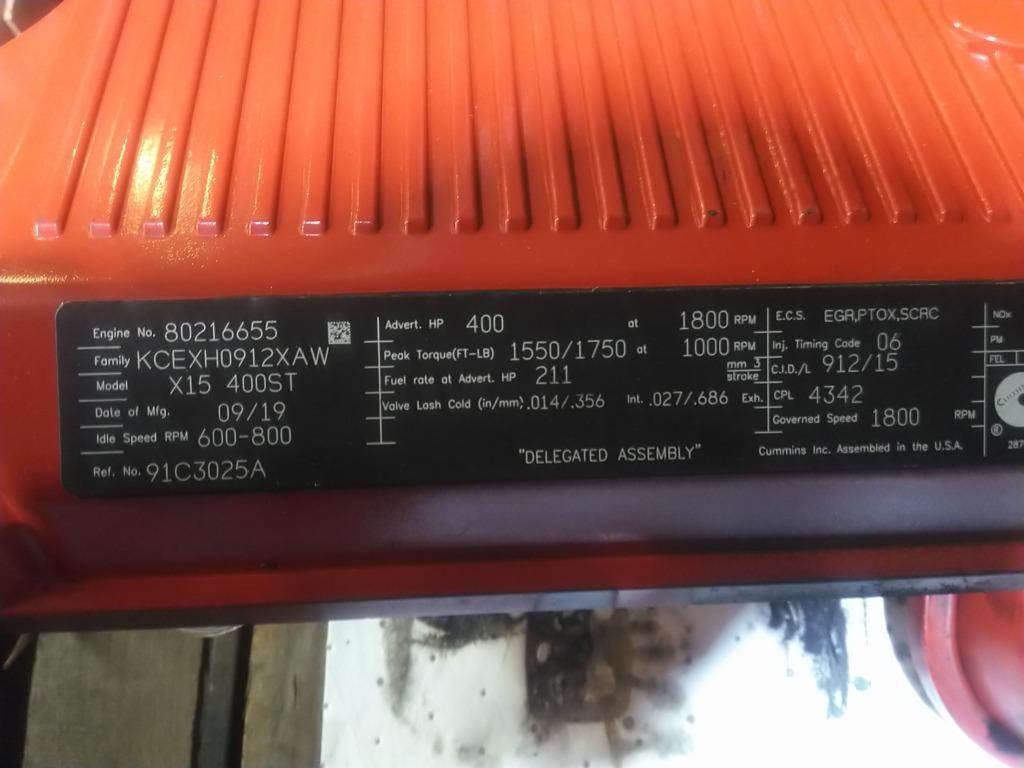 Engine No. 80216655
Family KCEXH0912XAW
Model X15 400ST
Date of Mfg. 09/19
Idle Speed RPM 600-800
Ref. No. 91C3025A
Advert. HP 400 at 1800 RPM
Peak Torque(FT-LB) 1550/1750 at 1000 RPM
Fuel rate at Advert. HP 211 mm 3 stroke
Valve Lash Cold (in/mm) .014/.356 Int. .027/.686 Exh.
"DELEGATED ASSEMBLY"
E.C.S. EGR,PTOX,SCRC
Inj. Timing Code 06
C.I.D./L 912/15
CPL 4342
Governed Speed 1800 RPM
Cummins Inc. Assembled in the U.S.A.
NOx
PM
FEL
®
287